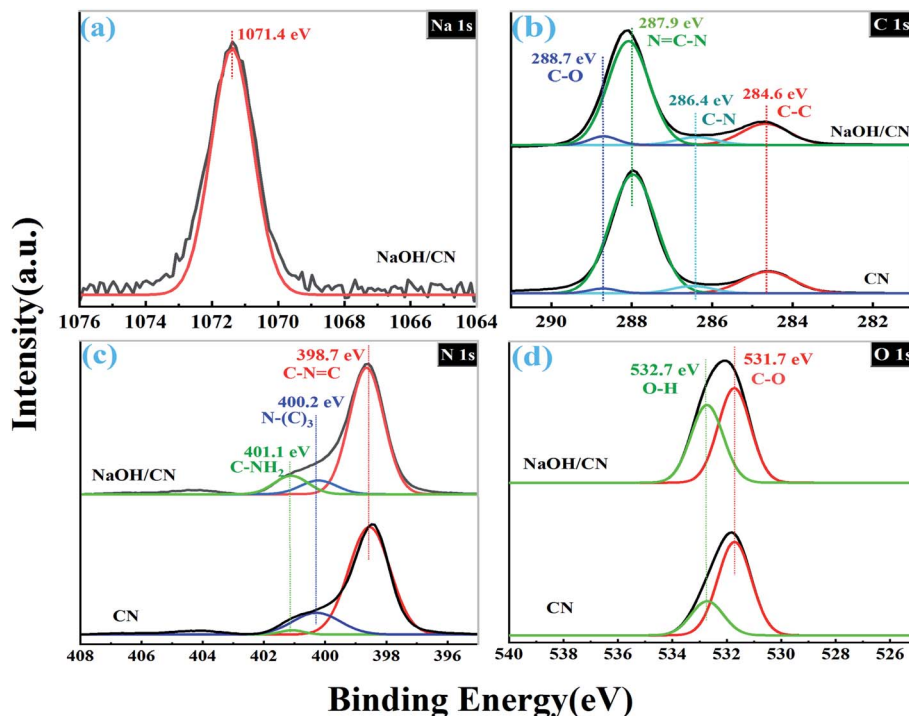 (a)
Na 1s
1071.4 eV
NaOH/CN
1076 1074 1072 1070 1068 1066 1064
(b)
C 1s
287.9 eV
N=C-N
288.7 eV
C-O
286.4 eV
C-N
284.6 eV
C-C
NaOH/CN
CN
290 288 286 284 282
Intensity(a.u.)
(c)
N 1s
398.7 eV
C-N=C
400.2 eV
N-(C)₃
401.1 eV
C-NH₂
NaOH/CN
CN
408 406 404 402 400 398 396
(d)
O 1s
532.7 eV
O-H
531.7 eV
C-O
NaOH/CN
CN
540 538 536 534 532 530 528 526
Binding Energy(eV)